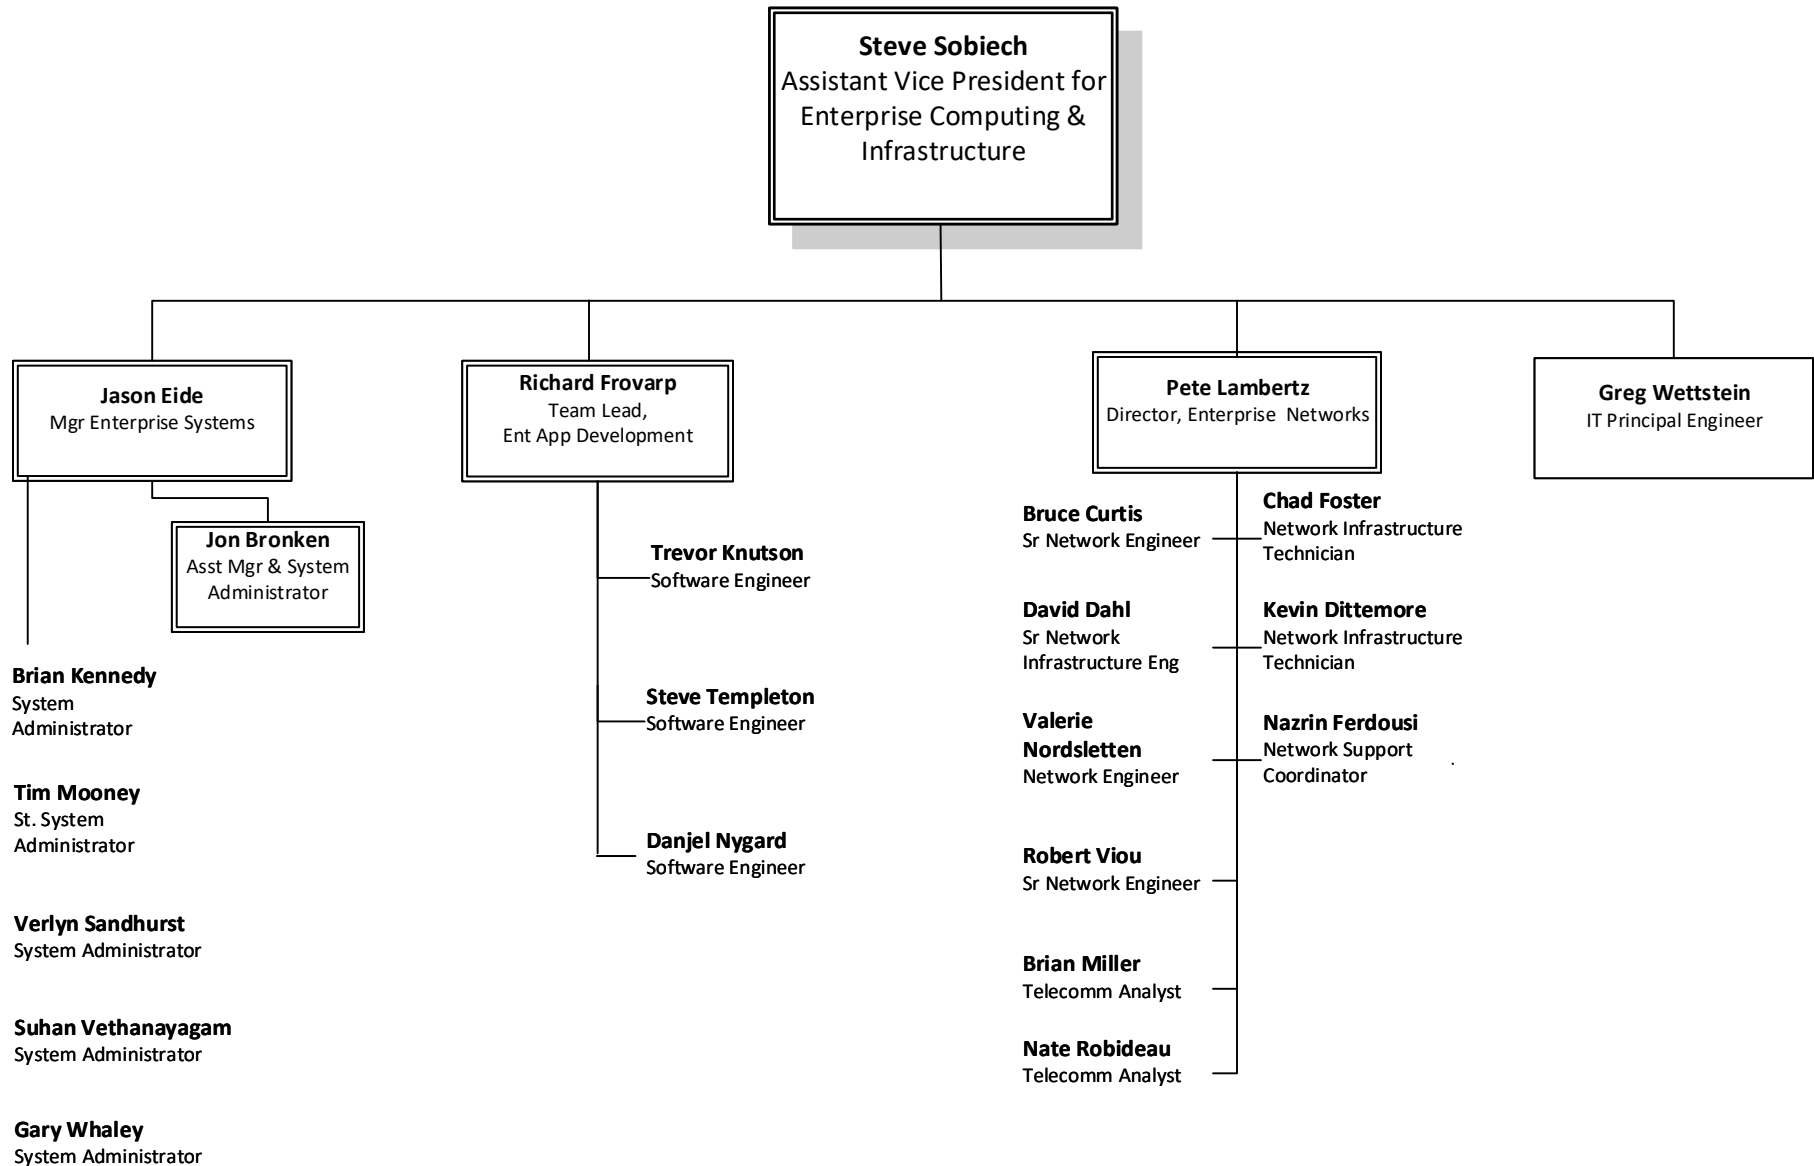 Steve Sobiech
Assistant Vice President for
Enterprise Computing &
Infrastructure
Jason Eide
Mgr Enterprise Systems
Richard Frovarp
Team Lead,
Ent App Development
Pete Lambertz
Director, Enterprise Networks
Greg Wettstein
IT Principal Engineer
Jon Bronken
Asst Mgr & System
Administrator
Brian Kennedy
System
Administrator
Tim Mooney
St. System
Administrator
Verlyn Sandhurst
System Administrator
Suhan Vethanayagam
System Administrator
Gary Whaley
System Administrator
Trevor Knutson
Software Engineer
Steve Templeton
Software Engineer
Danjel Nygard
Software Engineer
Bruce Curtis
Sr Network Engineer
David Dahl
Sr Network
Infrastructure Eng
Valerie
Nordsletten
Network Engineer
Robert Viou
Sr Network Engineer
Brian Miller
Telecomm Analyst
Nate Robideau
Telecomm Analyst
Chad Foster
Network Infrastructure
Technician
Kevin Dittemore
Network Infrastructure
Technician
Nazrin Ferdousi
Network Support
Coordinator
.